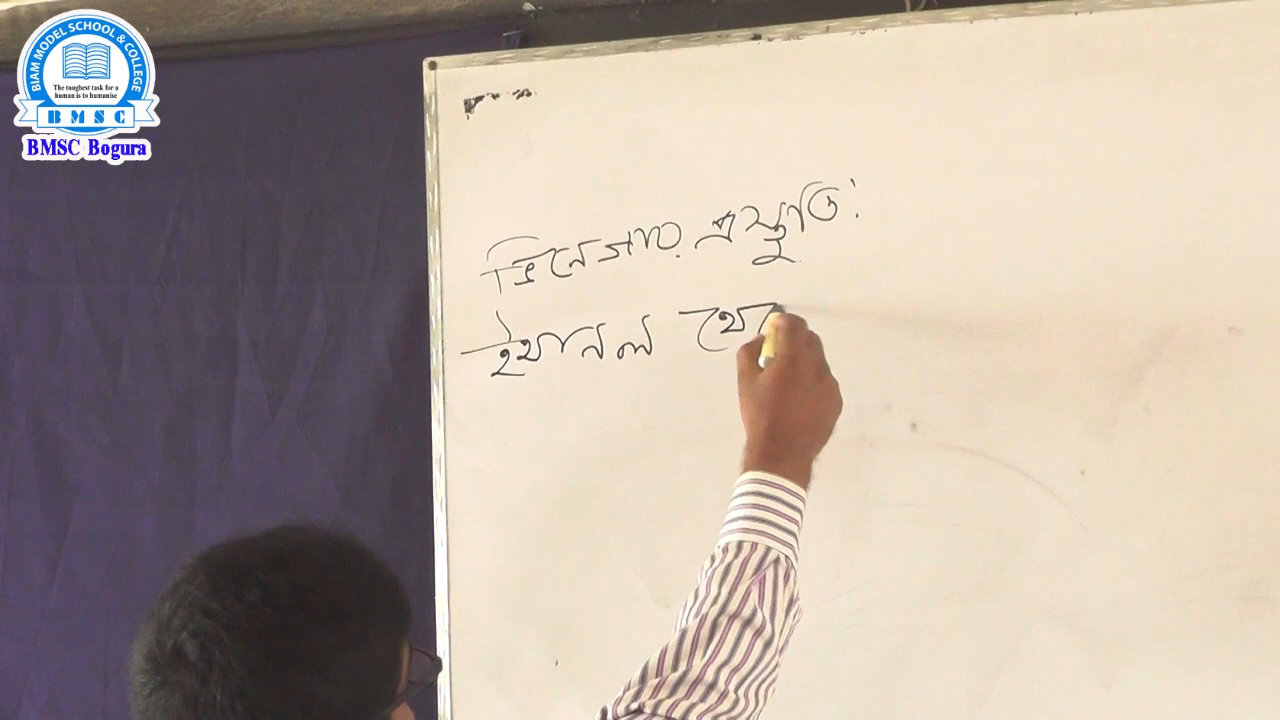 BIAM MODEL SCHOOL & COLLEGE
The toughest task for a
human is to humanise
BMSC
BMSC Bogura
ভিনেগার প্রস্তুতি:
ইথানল থে